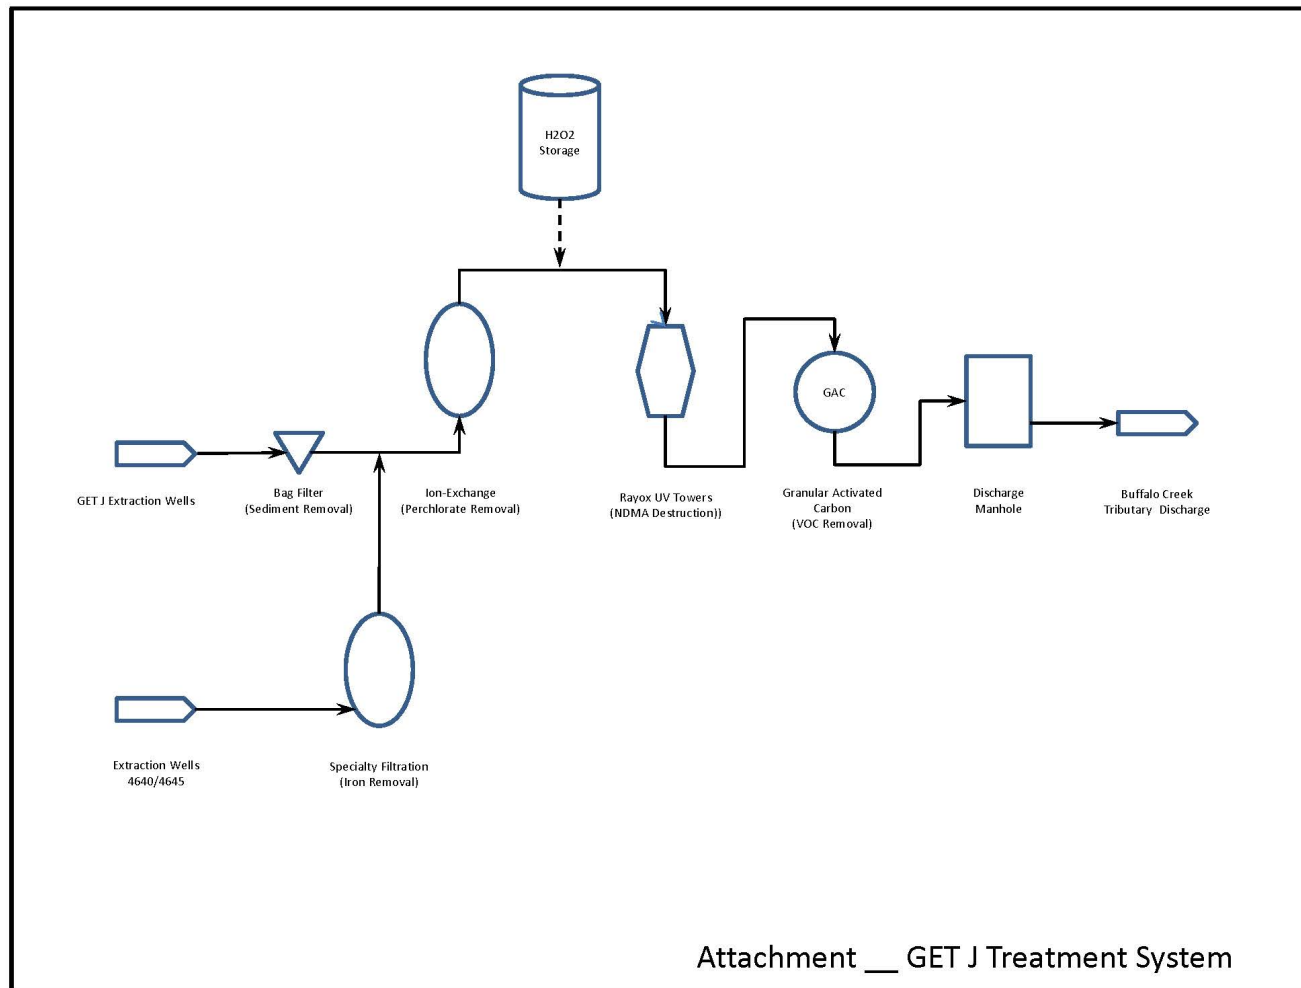 H2O2
Storage
GAC
GET J Extraction Wells
Bag Filter
(Sediment Removal)
Ion-Exchange
(Perchlorate Removal)
Rayox UV Towers
(NDMA Destruction))
Granular Activated
Carbon
(VOC Removal)
Discharge
Manhole
Buffalo Creek
Tributary Discharge
Extraction Wells
4640/4645
Specialty Filtration
(Iron Removal)
Attachment __ GET J Treatment System